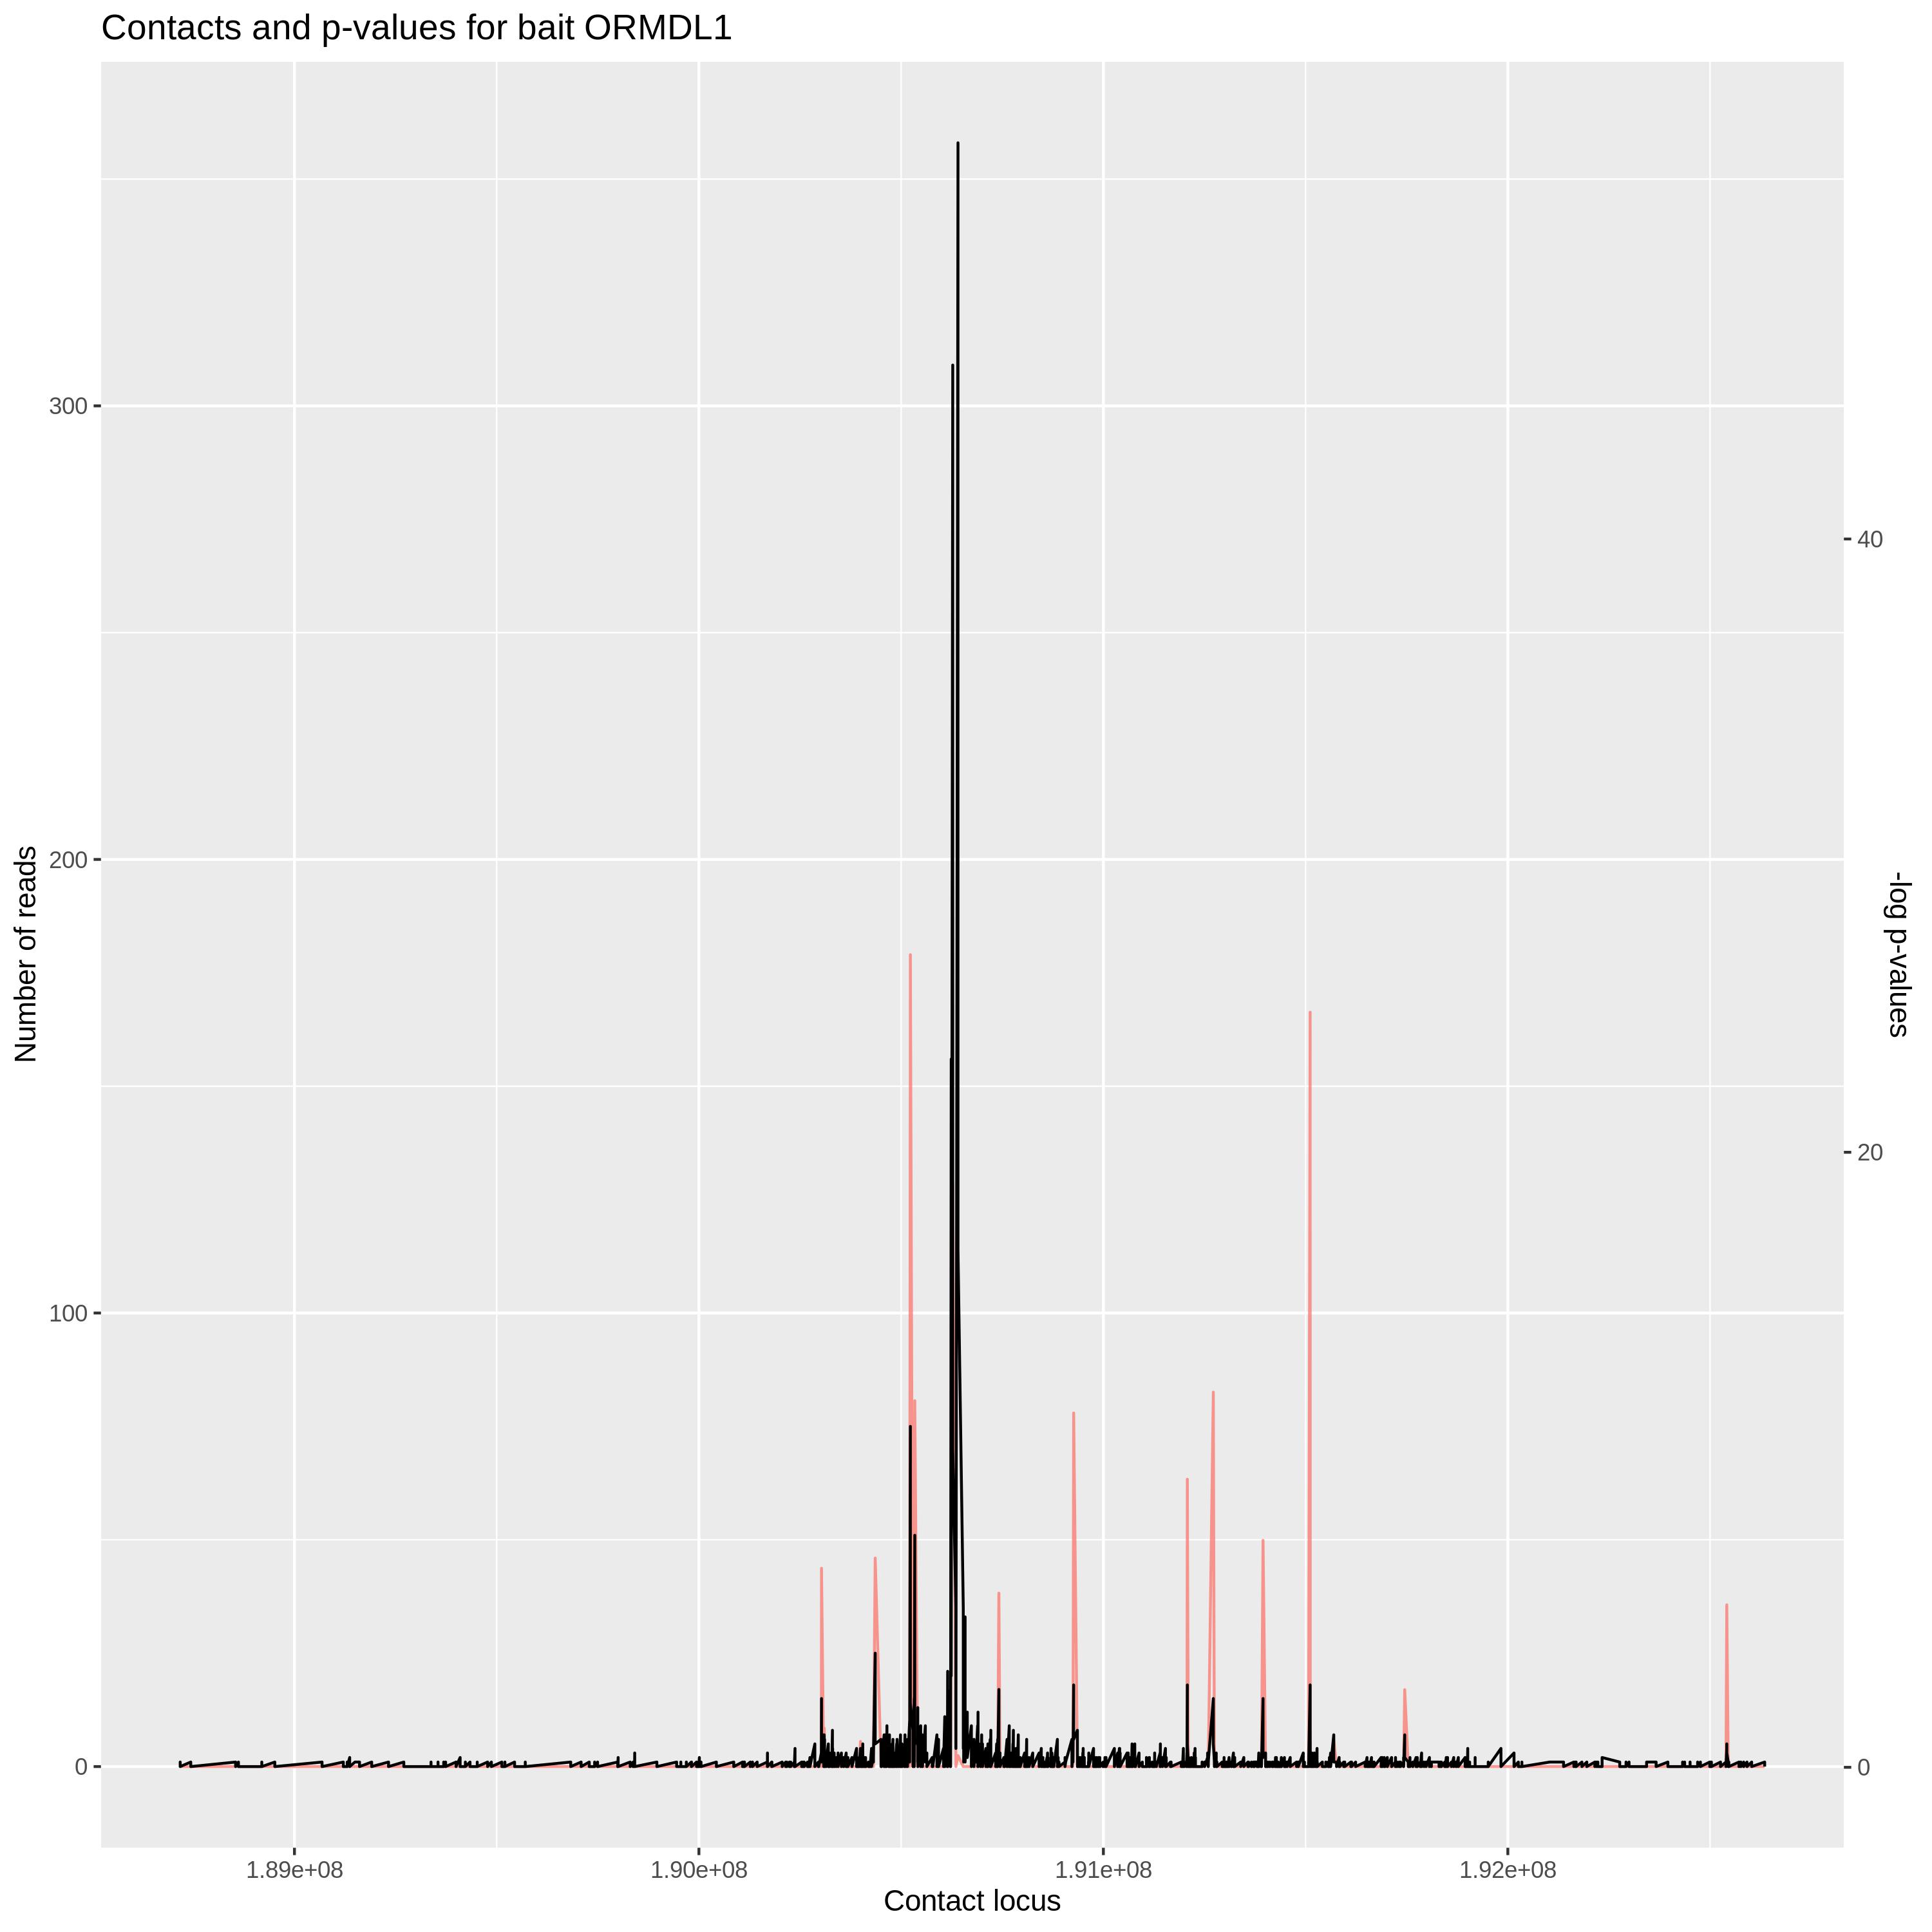 Contacts and p-values for bait ORMDL1
Number of reads
300
200
100
0
40
20
0
-log p-values
1.89e+08
1.90e+08
1.91e+08
1.92e+08
Contact locus